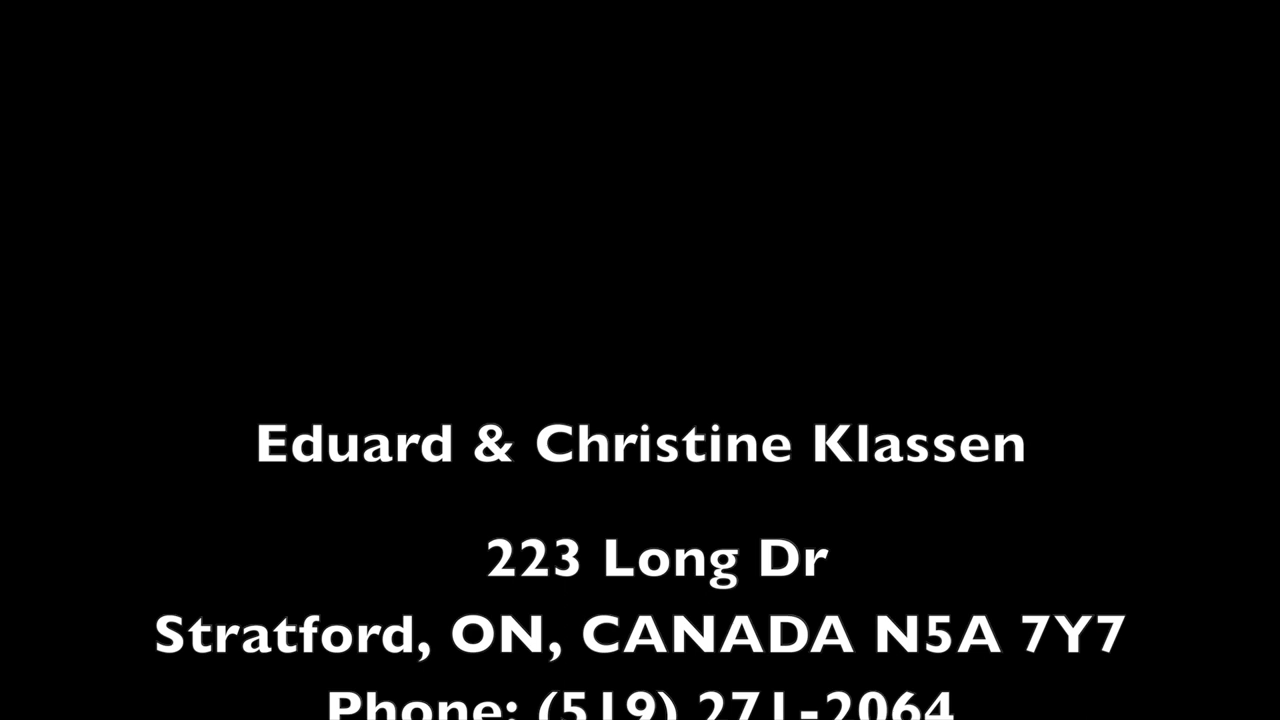 Eduard & Christine Klassen
223 Long Dr
Stratford, ON, CANADA N5A 7Y7
Phone: (519) 271-2064